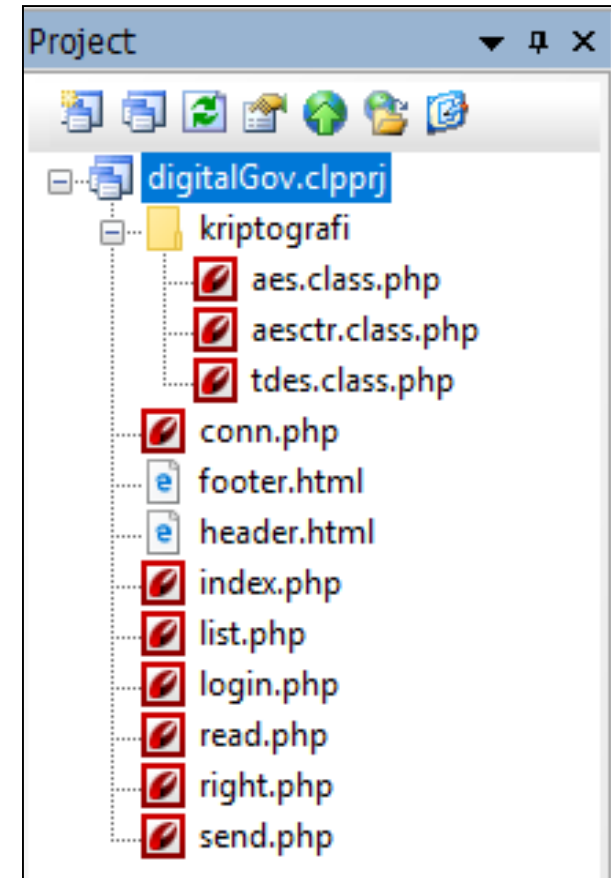 Project
digitalGov.clpprj
kriptografi
aes.class.php
aesctr.class.php
tdes.class.php
conn.php
footer.html
header.html
index.php
list.php
login.php
read.php
right.php
send.php